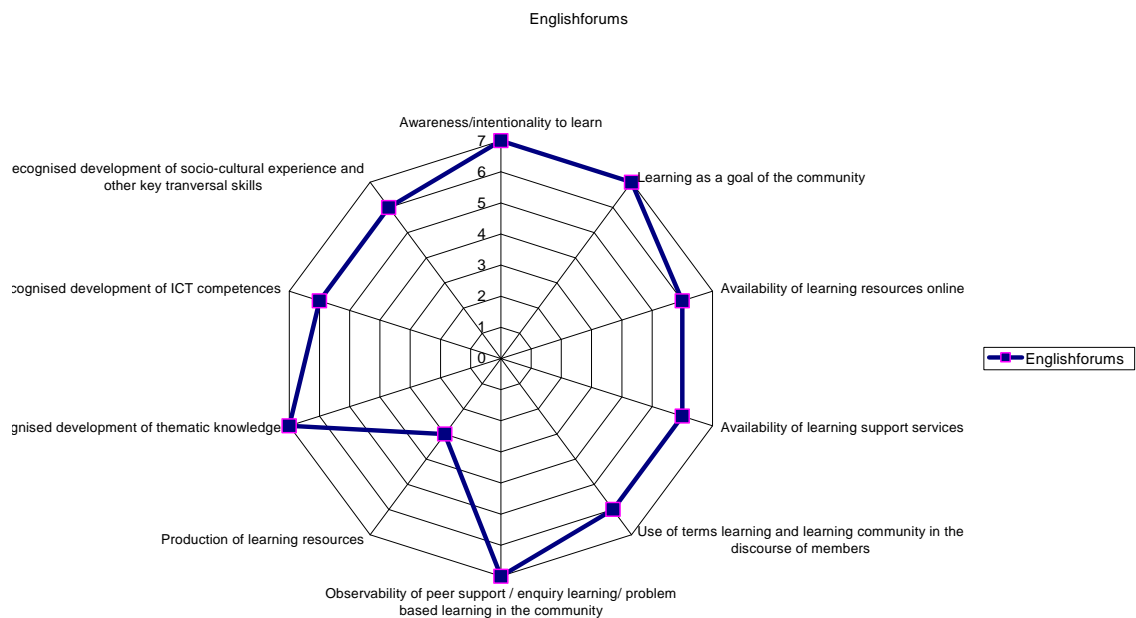 Englishforums
Awareness/intentionality to learn
7
6
5
4
3
2
1
0
Learning as a goal of the community
Availability of learning resources online
Availability of learning support services
Use of terms learning and learning community in the
discourse of members
Observability of peer support / enquiry learning/ problem
based learning in the community
Production of learning resources
gnised development of thematic knowledge
cognised development of ICT competences
ecognised development of socio-cultural experience and
other key tranversal skills
Englishforums